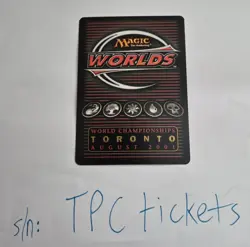 MAGIC
The Gathering
WORLDS
WORLD CHAMPIONSHIPS
TORONTO
AUGUST 2001
s/n: TPC tickets